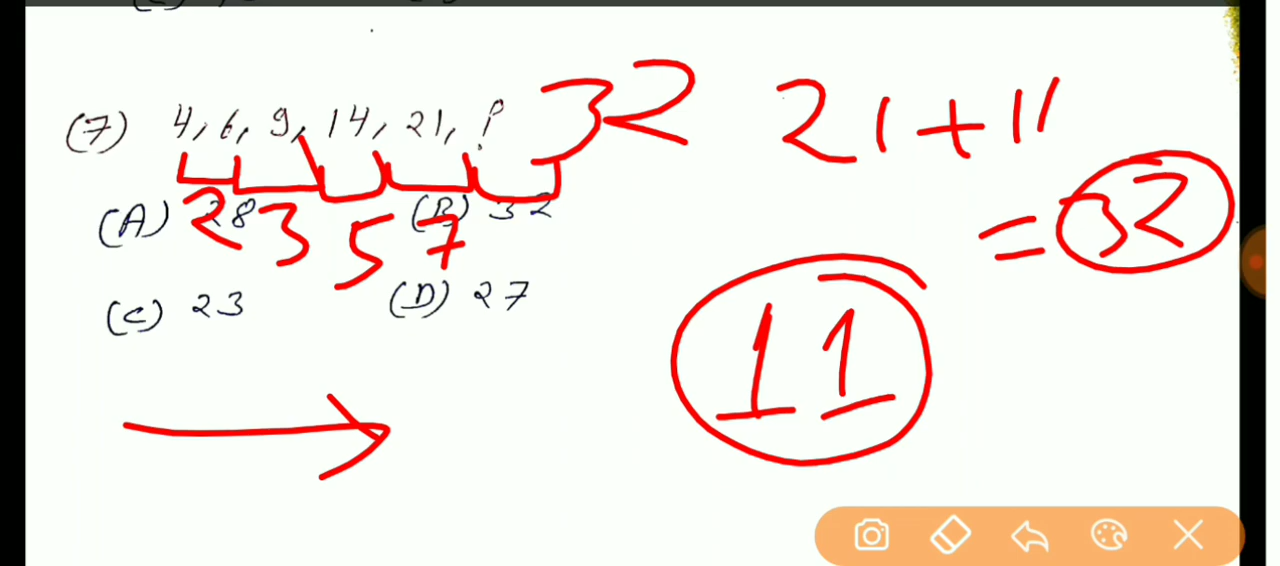 (7) 4, 6, 9, 14, 21, ? 32 21 + 11
= 32
(A) 28 (B) 32
2 3 5 7
(C) 23 (D) 27
11